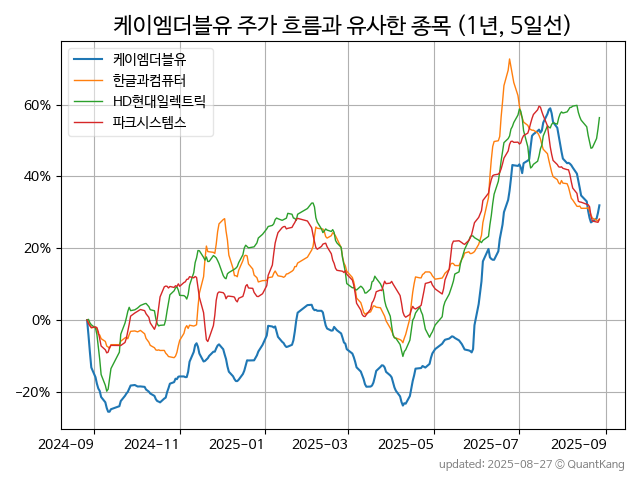 케이엠더블유 주가 흐름과 유사한 종목 (1년, 5일선)
케이엠더블유
한글과컴퓨터
HD현대일렉트릭
파크시스템스
60%
40%
20%
0%
−20%
2024-09 2024-11 2025-01 2025-03 2025-05 2025-07 2025-09
updated: 2025-08-27 © QuantKang